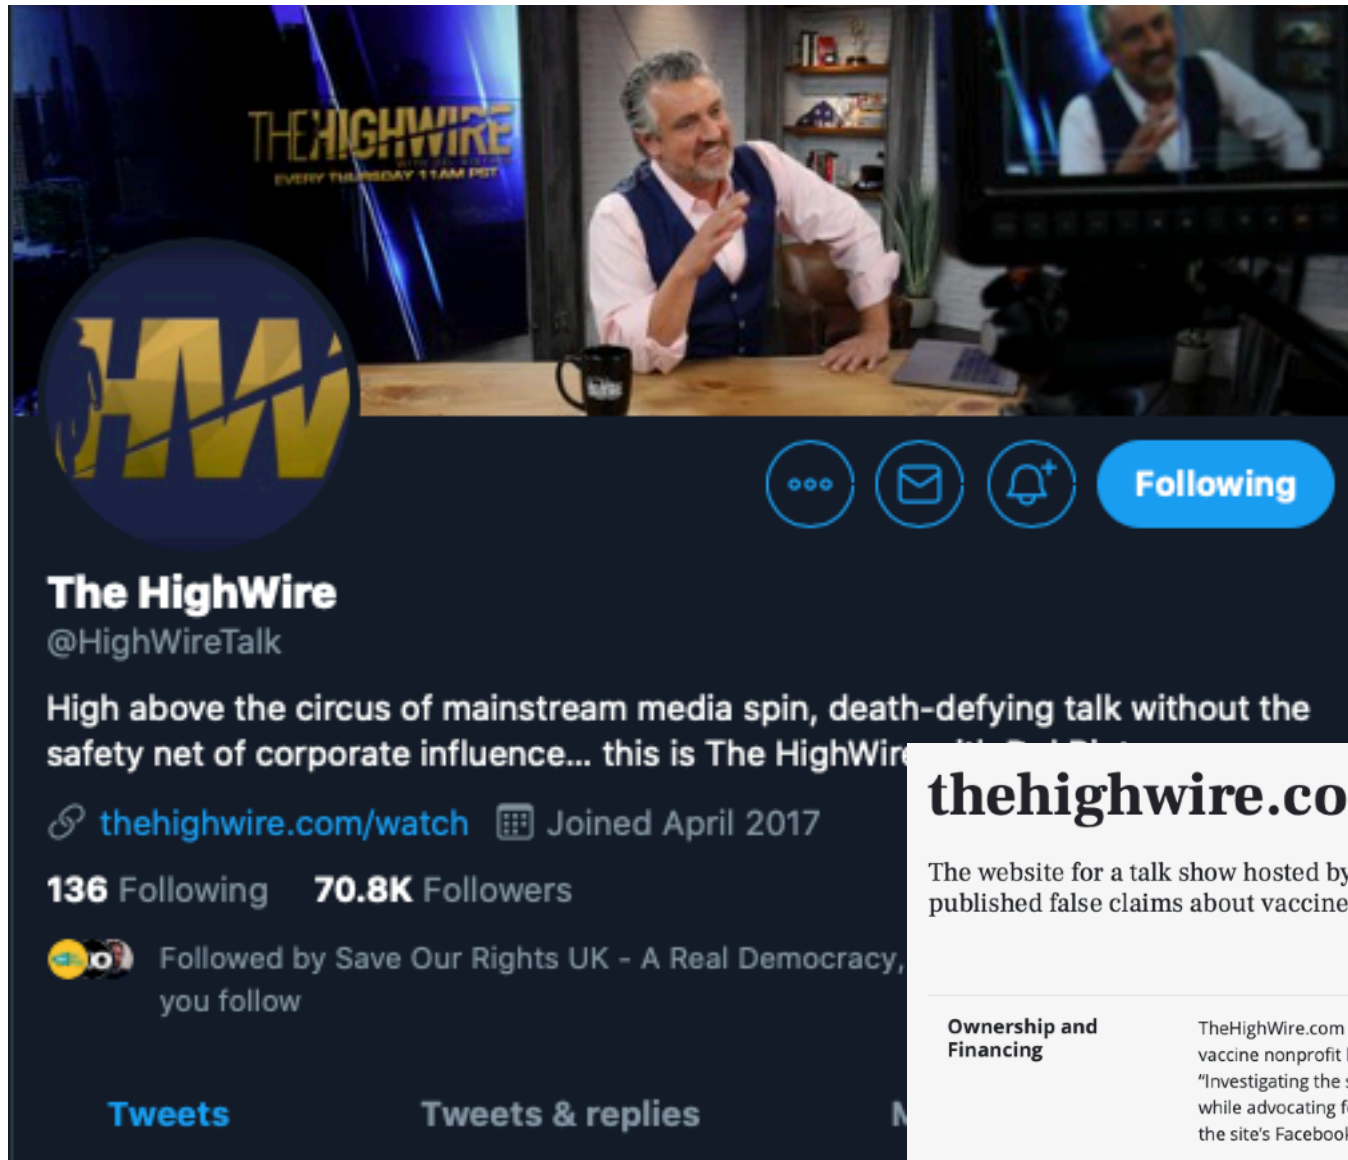 THE HIGHWIRE
EVERY THURSDAY 11AM PST
HW
Following
The HighWire
@HighWireTalk
High above the circus of mainstream media spin, death-defying talk without the
safety net of corporate influence... this is The HighWire
thehighwire.com/watch Joined April 2017
136 Following 70.8K Followers
Followed by Save Our Rights UK - A Real Democracy,
you follow
Tweets Tweets & replies
thehighwire.co
The website for a talk show hosted by
published false claims about vaccine
Ownership and
Financing
TheHighWire.com
vaccine nonprofit
"Investigating the
while advocating
the site's Facebook